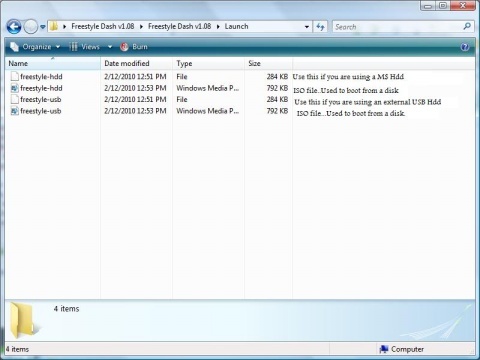 Freestyle Dash v1.08 Freestyle Dash v1.08 Launch Search
Organize Views Burn
Name Date modified Type Size
freestyle-hdd 2/12/2010 12:51 PM File 284 KB Use this if you are using a MS Hdd
freestyle-hdd 2/12/2010 12:53 PM Windows Media P... 792 KB ISO file..Used to boot from a disk
freestyle-usb 2/12/2010 12:51 PM File 284 KB Use this if you are using an external USB Hdd
freestyle-usb 2/12/2010 12:53 PM Windows Media P... 792 KB ISO file...Used to boot from a disk
4 items
4 items Computer